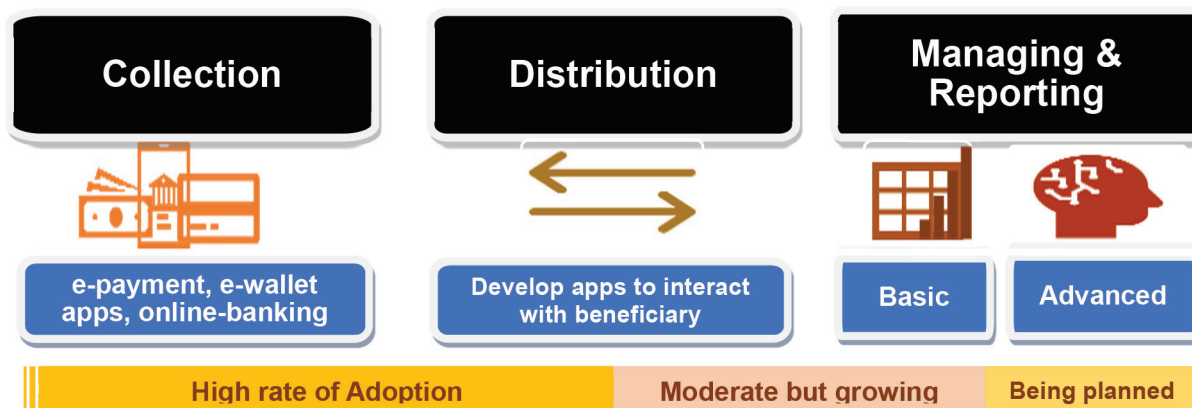 Collection
Distribution
Managing &
Reporting
e-payment, e-wallet
apps, online-banking
Develop apps to interact
with beneficiary
Basic
Advanced
High rate of Adoption
Moderate but growing
Being planned